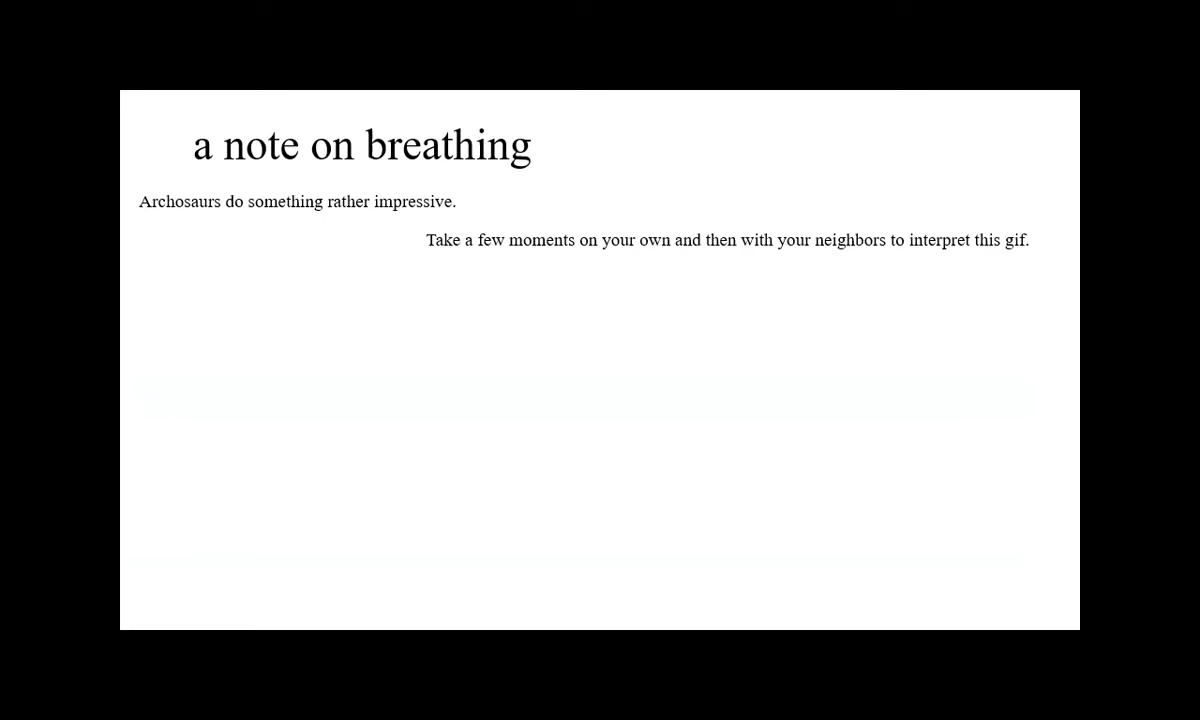 a note on breathing
Archosaurs do something rather impressive.
Take a few moments on your own and then with your neighbors to interpret this gif.